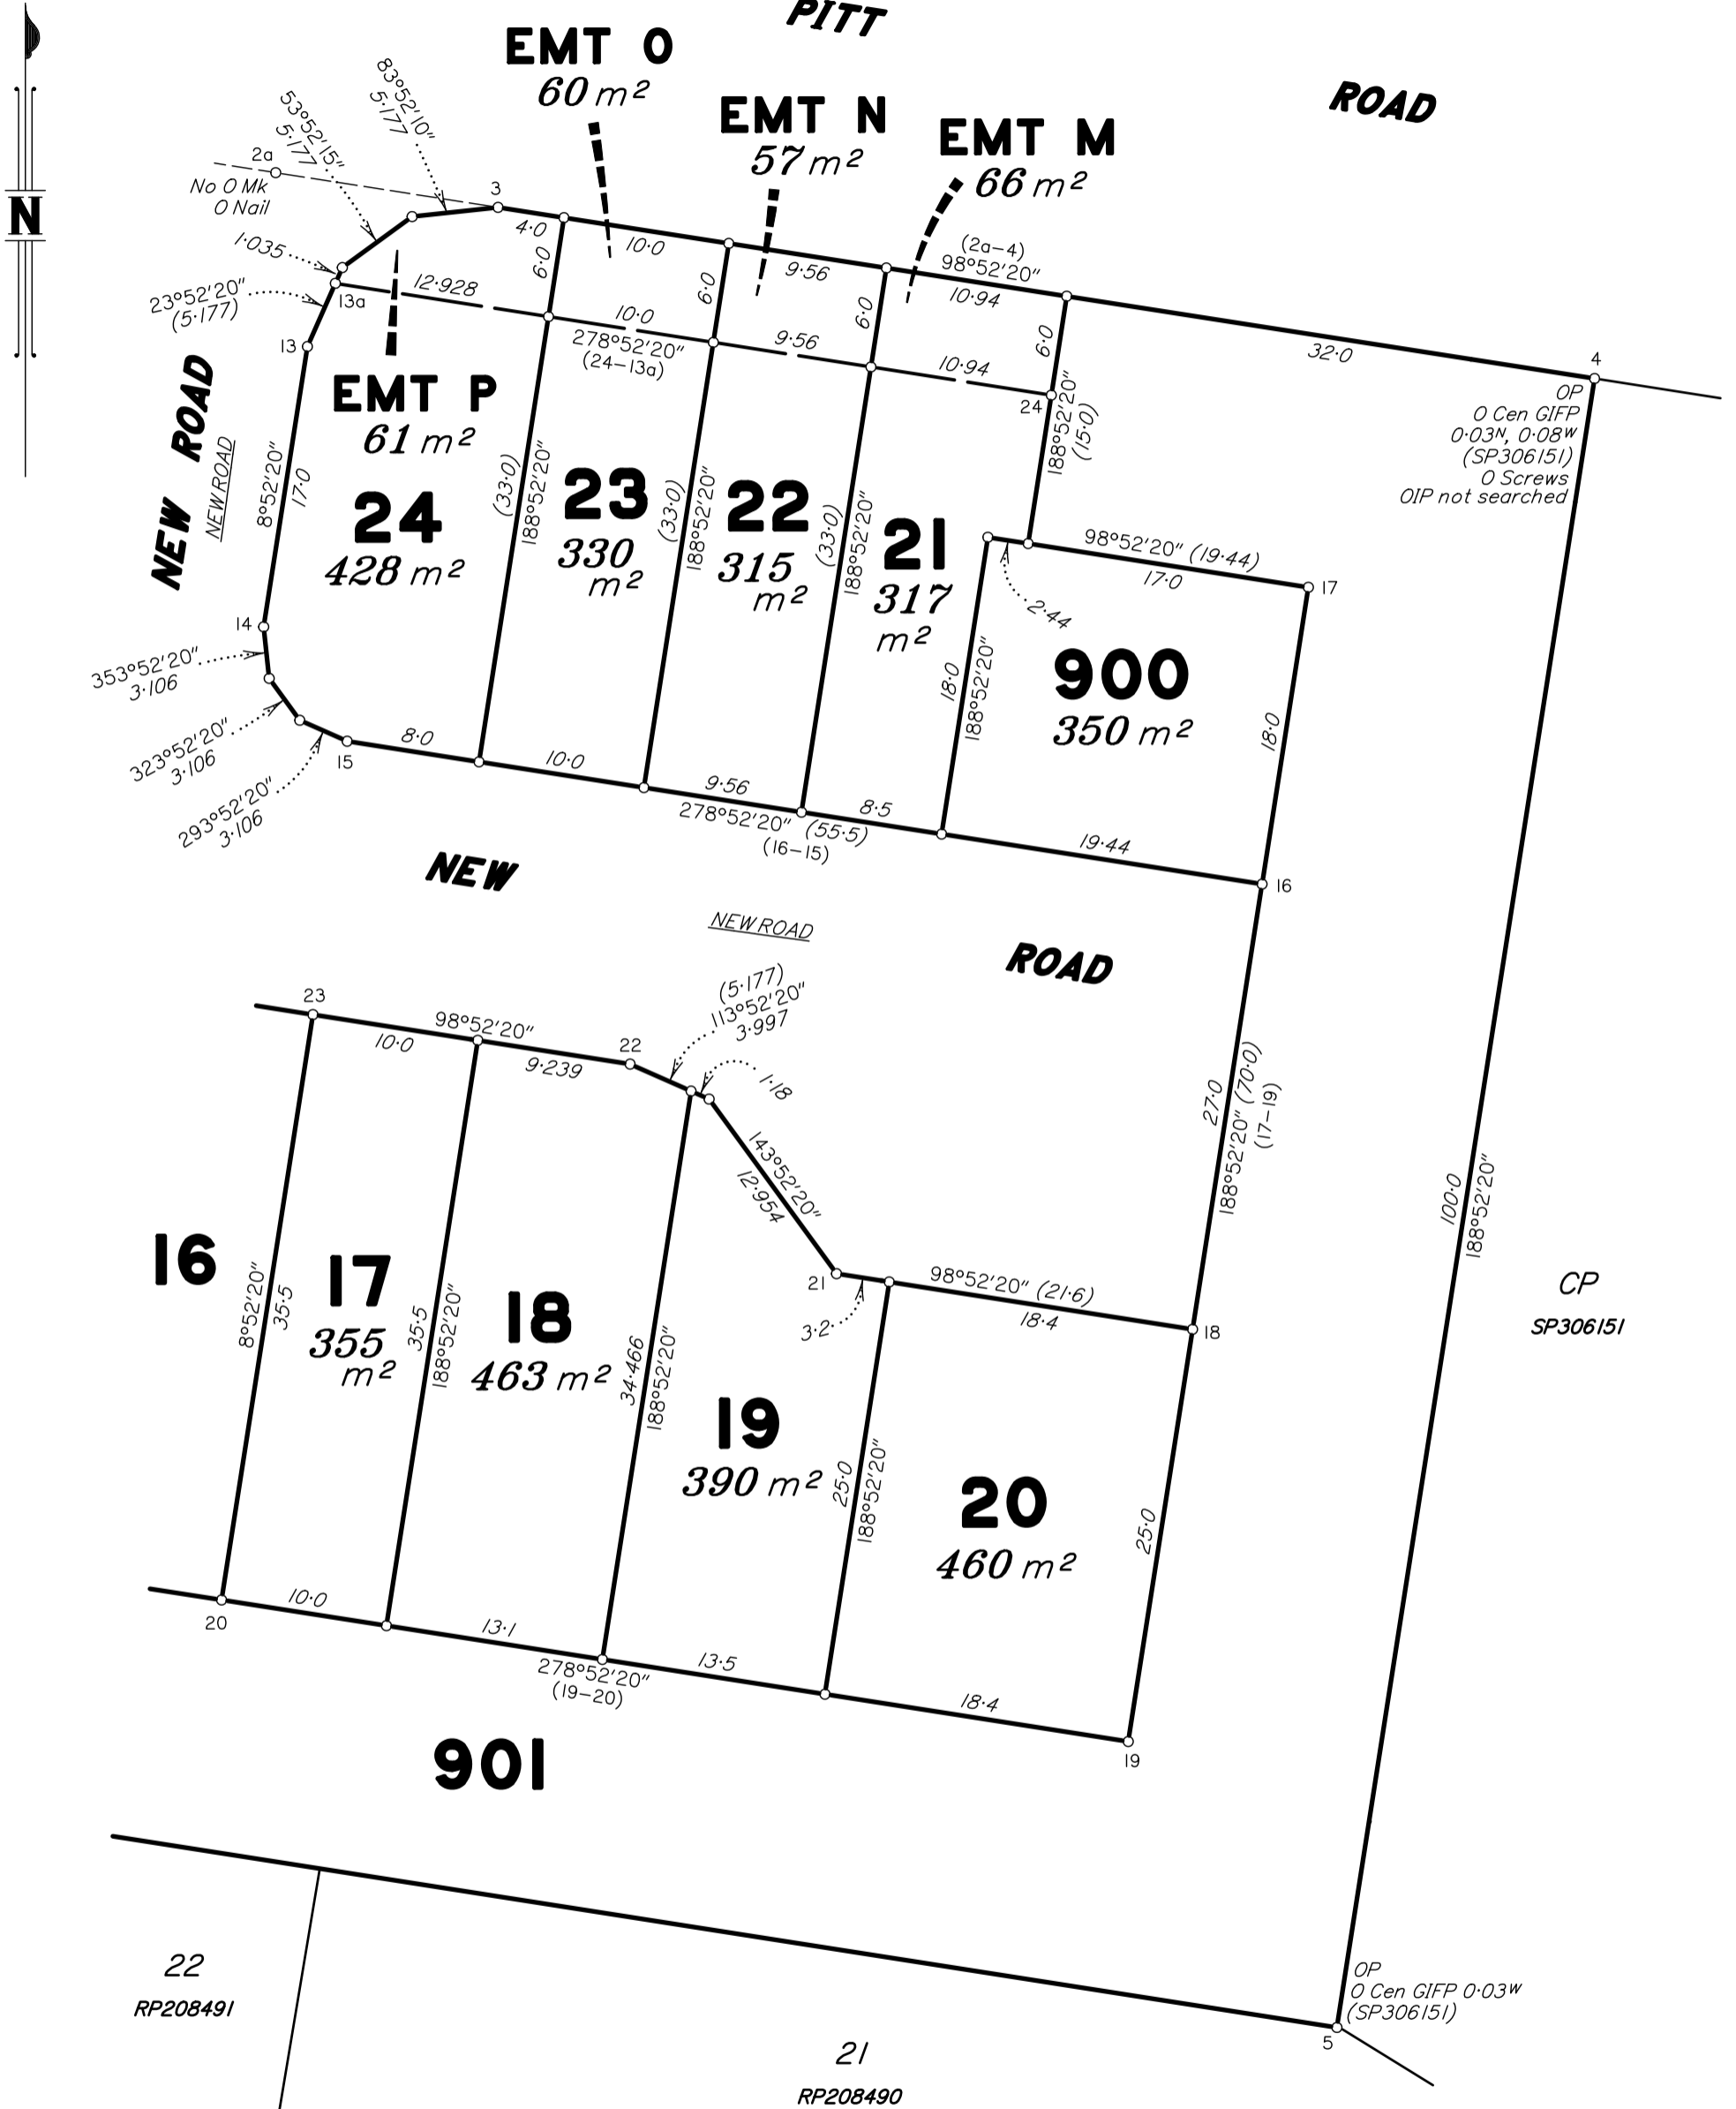 PITT
ROAD
EMT O
60 m²
EMT N
57 m²
EMT M
66 m²
83°52'10"
5·177
53°52'15"
5·177
2a
No O Mk
O Nail
3
N
1·035
23°52'20"
(5·177)
13a
13
4·0
10·0
9·56
(2a-4)
98°52'20"
10·94
32·0
4
6·0
6·0
6·0
6·0
12·928
10·0
278°52'20"
(24-13a)
9·56
10·94
24
188°52'20"
(15·0)
OP
O Cen GIFP
0·03ᴺ, 0·08ᵂ
(SP306151)
O Screws
OIP not searched
NEW ROAD
NEW ROAD
8°52'20"
17·0
EMT P
61 m²
24
428 m²
(33·0)
188°52'20"
23
330
m²
(33·0)
188°52'20"
22
315
m²
(33·0)
188°52'20"
21
317
m²
98°52'20" (19·44)
17·0
17
2·44
18·0
188°52'20"
900
350 m²
18·0
14
353°52'20"
3·106
323°52'20"
3·106
293°52'20"
3·106
15
8·0
10·0
9·56
278°52'20" (55·5)
(16-15)
8·5
19·44
16
NEW
NEW ROAD
ROAD
23
98°52'20"
10·0
22
9·239
(5·177)
113°52'20"
3·997
1·18
143°52'20"
12·954
27·0
188°52'20" (70·0)
(17-19)
100·0
188°52'20"
16
8°52'20"
35·5
17
355
m²
35·5
188°52'20"
18
463 m²
34·466
188°52'20"
21
3·2
98°52'20" (21·6)
18·4
18
CP
SP306151
19
390 m²
25·0
188°52'20"
20
460 m²
25·0
20
10·0
13·1
278°52'20"
(19-20)
13·5
18·4
19
901
22
RP208491
OP
O Cen GIFP 0·03ᵂ
(SP306151)
5
21
RP208490